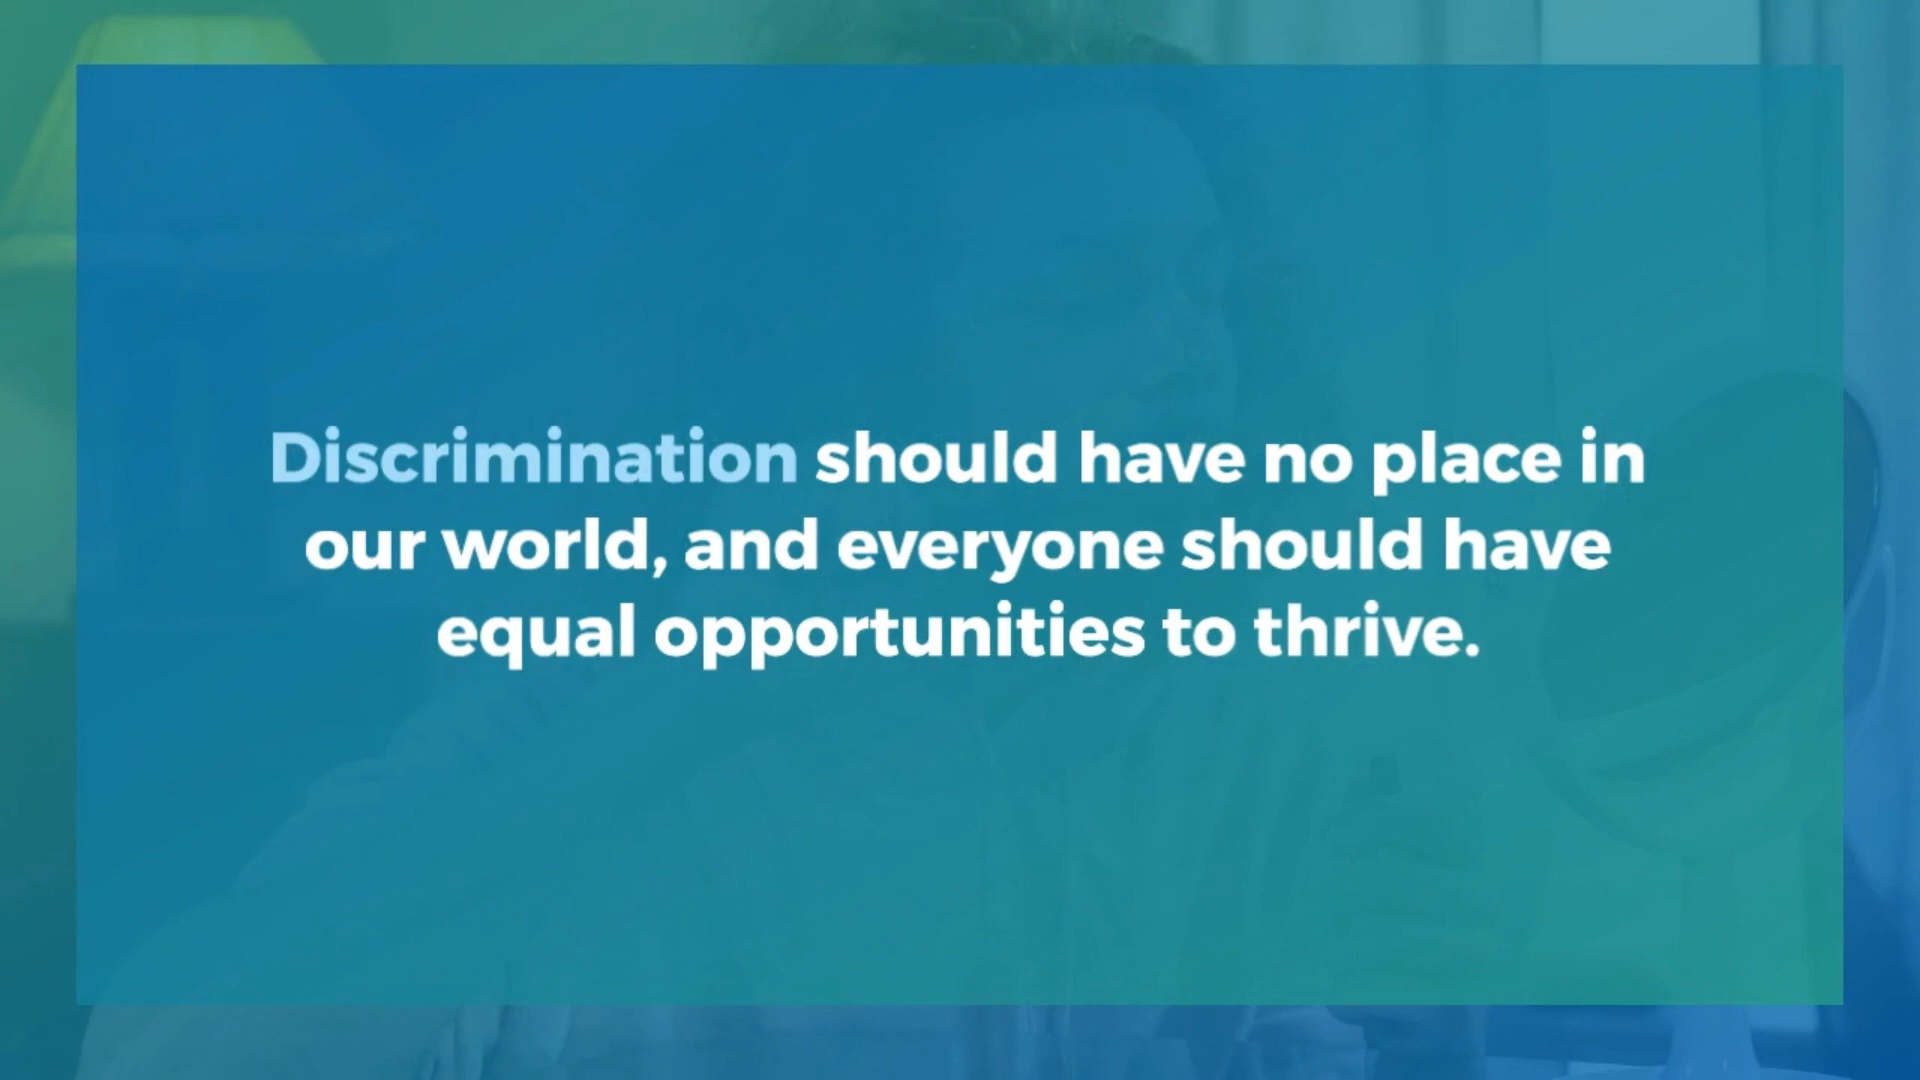 Discrimination should have no place in
our world, and everyone should have
equal opportunities to thrive.